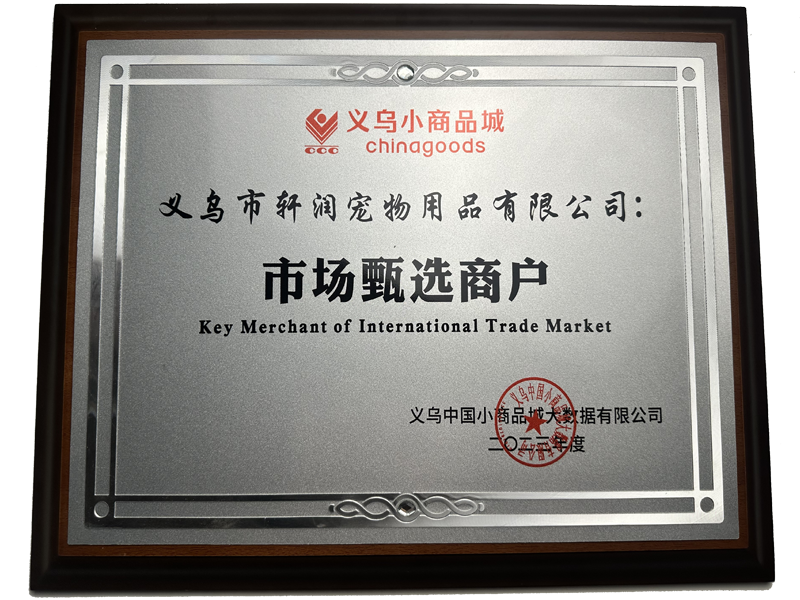 义乌小商品城
chinagoods
义乌市轩润宠物用品有限公司：
市场甄选商户
Key Merchant of International Trade Market
义乌中国小商品城大数据有限公司
二〇二三年度